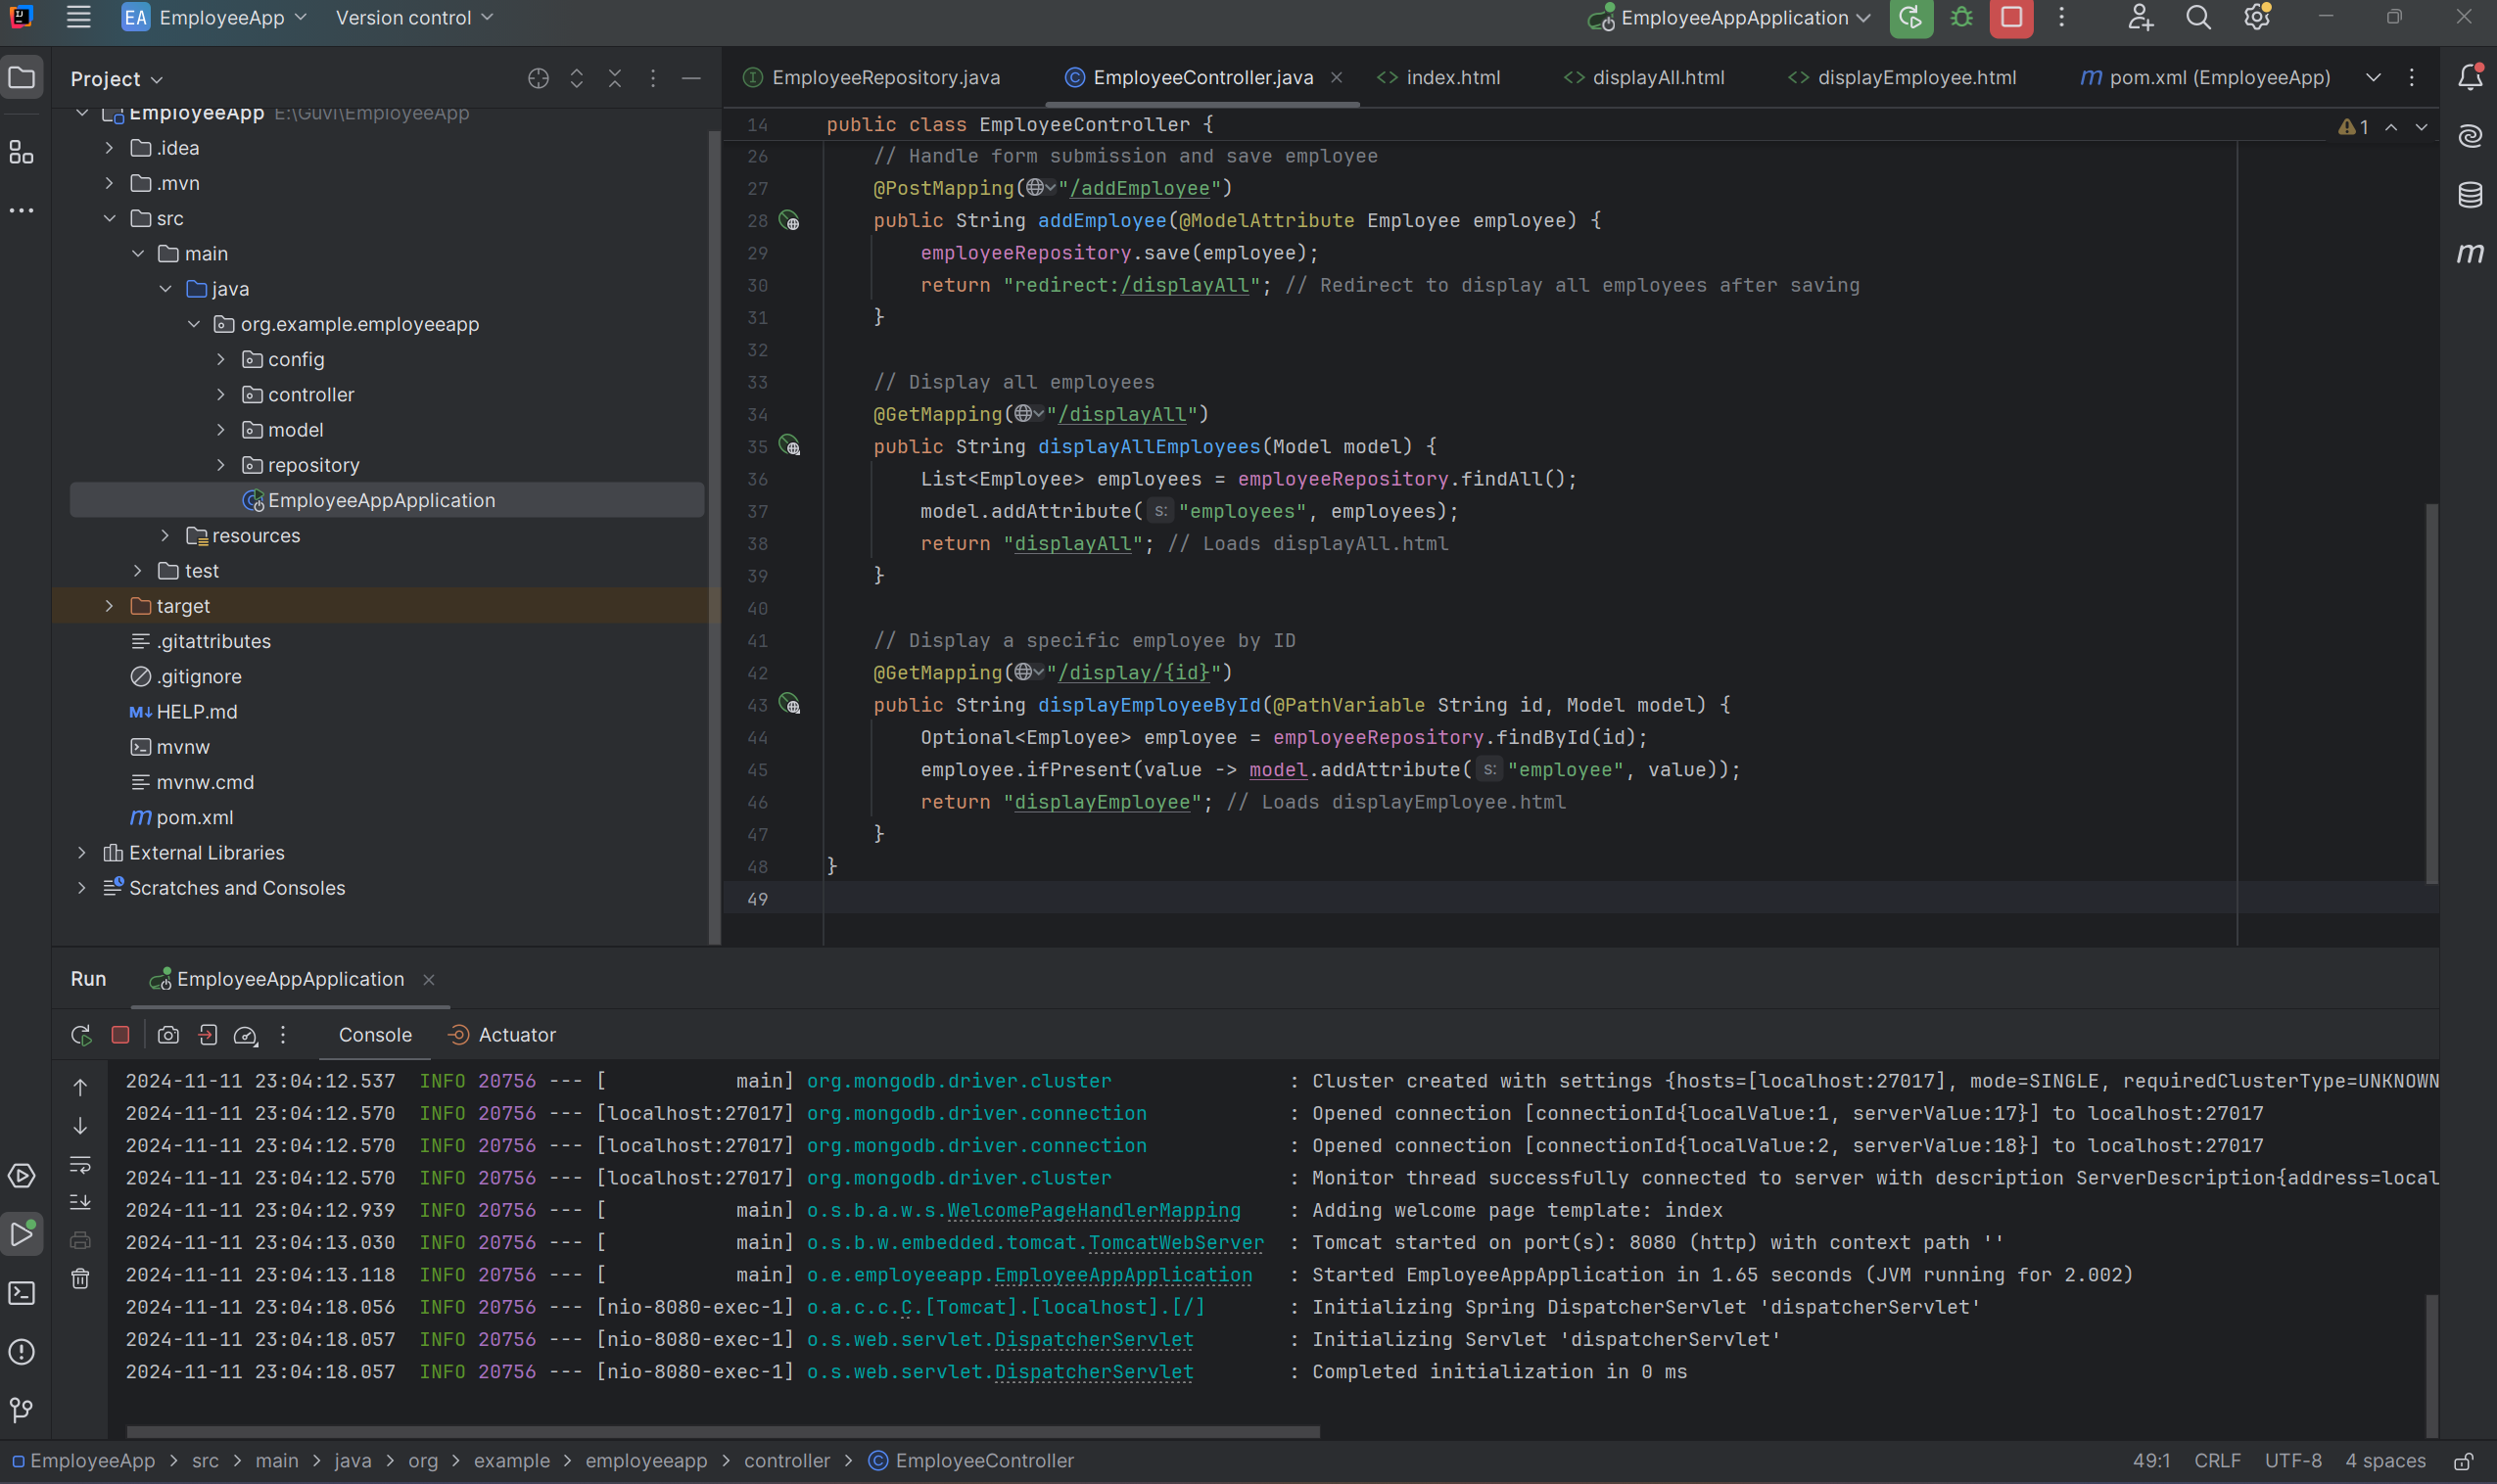 EA EmployeeApp Version control EmployeeAppApplication
Project
EmployeeApp E:\Guvi\EmployeeApp
.idea
.mvn
src
main
java
org.example.employeeapp
config
controller
model
repository
EmployeeAppApplication
resources
test
target
.gitattributes
.gitignore
M↓ HELP.md
mvnw
mvnw.cmd
m pom.xml
External Libraries
Scratches and Consoles
EmployeeRepository.java EmployeeController.java index.html displayAll.html displayEmployee.html pom.xml (EmployeeApp)
14 public class EmployeeController {
1
26 // Handle form submission and save employee
27 @PostMapping("/addEmployee")
28 public String addEmployee(@ModelAttribute Employee employee) {
29 employeeRepository.save(employee);
30 return "redirect:/displayAll"; // Redirect to display all employees after saving
31 }
32
33 // Display all employees
34 @GetMapping("/displayAll")
35 public String displayAllEmployees(Model model) {
36 List<Employee> employees = employeeRepository.findAll();
37 model.addAttribute( s: "employees", employees);
38 return "displayAll"; // Loads displayAll.html
39 }
40
41 // Display a specific employee by ID
42 @GetMapping("/display/{id}")
43 public String displayEmployeeById(@PathVariable String id, Model model) {
44 Optional<Employee> employee = employeeRepository.findById(id);
45 employee.ifPresent(value -> model.addAttribute( s: "employee", value));
46 return "displayEmployee"; // Loads displayEmployee.html
47 }
48 }
49
Run EmployeeAppApplication
Console Actuator
2024-11-11 23:04:12.537 INFO 20756 --- [ main] org.mongodb.driver.cluster : Cluster created with settings {hosts=[localhost:27017], mode=SINGLE, requiredClusterType=UNKNOWN
2024-11-11 23:04:12.570 INFO 20756 --- [localhost:27017] org.mongodb.driver.connection : Opened connection [connectionId{localValue:1, serverValue:17}] to localhost:27017
2024-11-11 23:04:12.570 INFO 20756 --- [localhost:27017] org.mongodb.driver.connection : Opened connection [connectionId{localValue:2, serverValue:18}] to localhost:27017
2024-11-11 23:04:12.570 INFO 20756 --- [localhost:27017] org.mongodb.driver.cluster : Monitor thread successfully connected to server with description ServerDescription{address=local
2024-11-11 23:04:12.939 INFO 20756 --- [ main] o.s.b.a.w.s.WelcomePageHandlerMapping : Adding welcome page template: index
2024-11-11 23:04:13.030 INFO 20756 --- [ main] o.s.b.w.embedded.tomcat.TomcatWebServer : Tomcat started on port(s): 8080 (http) with context path ''
2024-11-11 23:04:13.118 INFO 20756 --- [ main] o.e.employeeapp.EmployeeAppApplication : Started EmployeeAppApplication in 1.65 seconds (JVM running for 2.002)
2024-11-11 23:04:18.056 INFO 20756 --- [nio-8080-exec-1] o.a.c.c.C.[Tomcat].[localhost].[/] : Initializing Spring DispatcherServlet 'dispatcherServlet'
2024-11-11 23:04:18.057 INFO 20756 --- [nio-8080-exec-1] o.s.web.servlet.DispatcherServlet : Initializing Servlet 'dispatcherServlet'
2024-11-11 23:04:18.057 INFO 20756 --- [nio-8080-exec-1] o.s.web.servlet.DispatcherServlet : Completed initialization in 0 ms
EmployeeApp > src > main > java > org > example > employeeapp > controller > EmployeeController 49:1 CRLF UTF-8 4 spaces